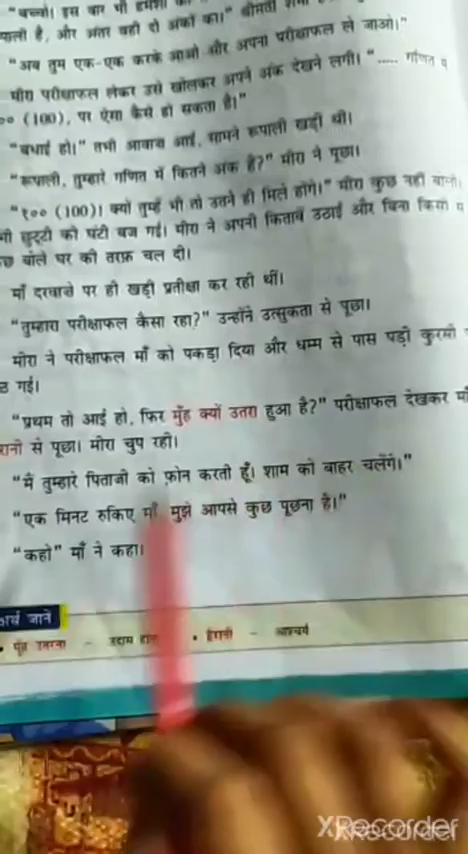 "बच्चो! इस बार भी हमेशा की
है, और अंतर वही दो अंकों का।" श्रीमती
"अब तुम एक-एक करके आओ और अपना परीक्षाफल ले जाओ।"
मीरा परीक्षाफल लेकर उसे खोलकर अपने अंक देखने लगी। "..... गणित
०० (100), पर ऐसा कैसे हो सकता है।"
"बधाई हो।" तभी आवाज आई, सामने रूपाली खड़ी थी।
"रूपाली, तुम्हारे गणित में कितने अंक है?" मीरा ने पूछा।
"१०० (100)। क्यों तुम्हें भी तो उतने ही मिले होंगे।" मीरा कुछ नहीं बोली।
भी छुट्टी की घंटी बज गई। मीरा ने अपनी किताबें उठाई और बिना किसी
छ बोले घर की तरफ़ चल दी।
माँ दरवाजे पर ही खड़ी प्रतीक्षा कर रही थीं।
"तुम्हारा परीक्षाफल कैसा रहा?" उन्होंने उत्सुकता से पूछा।
मीरा ने परीक्षाफल माँ को पकड़ा दिया और धम्म से पास पड़ी कुरसी
ठ गई।
"प्रथम तो आई हो, फिर मुँह क्यों उतरा हुआ है?" परीक्षाफल देखकर माँ
रानी से पूछा। मीरा चुप रही।
"मैं तुम्हारे पिताजी को फ़ोन करती हूँ। शाम को बाहर चलेंगे।"
"एक मिनट रुकिए माँ मुझे आपसे कुछ पूछना है।"
"कहो" माँ ने कहा।
अर्थ जानें
• मुँह उतरना – उदास होना • हैरानी – आश्चर्य
XRecorder